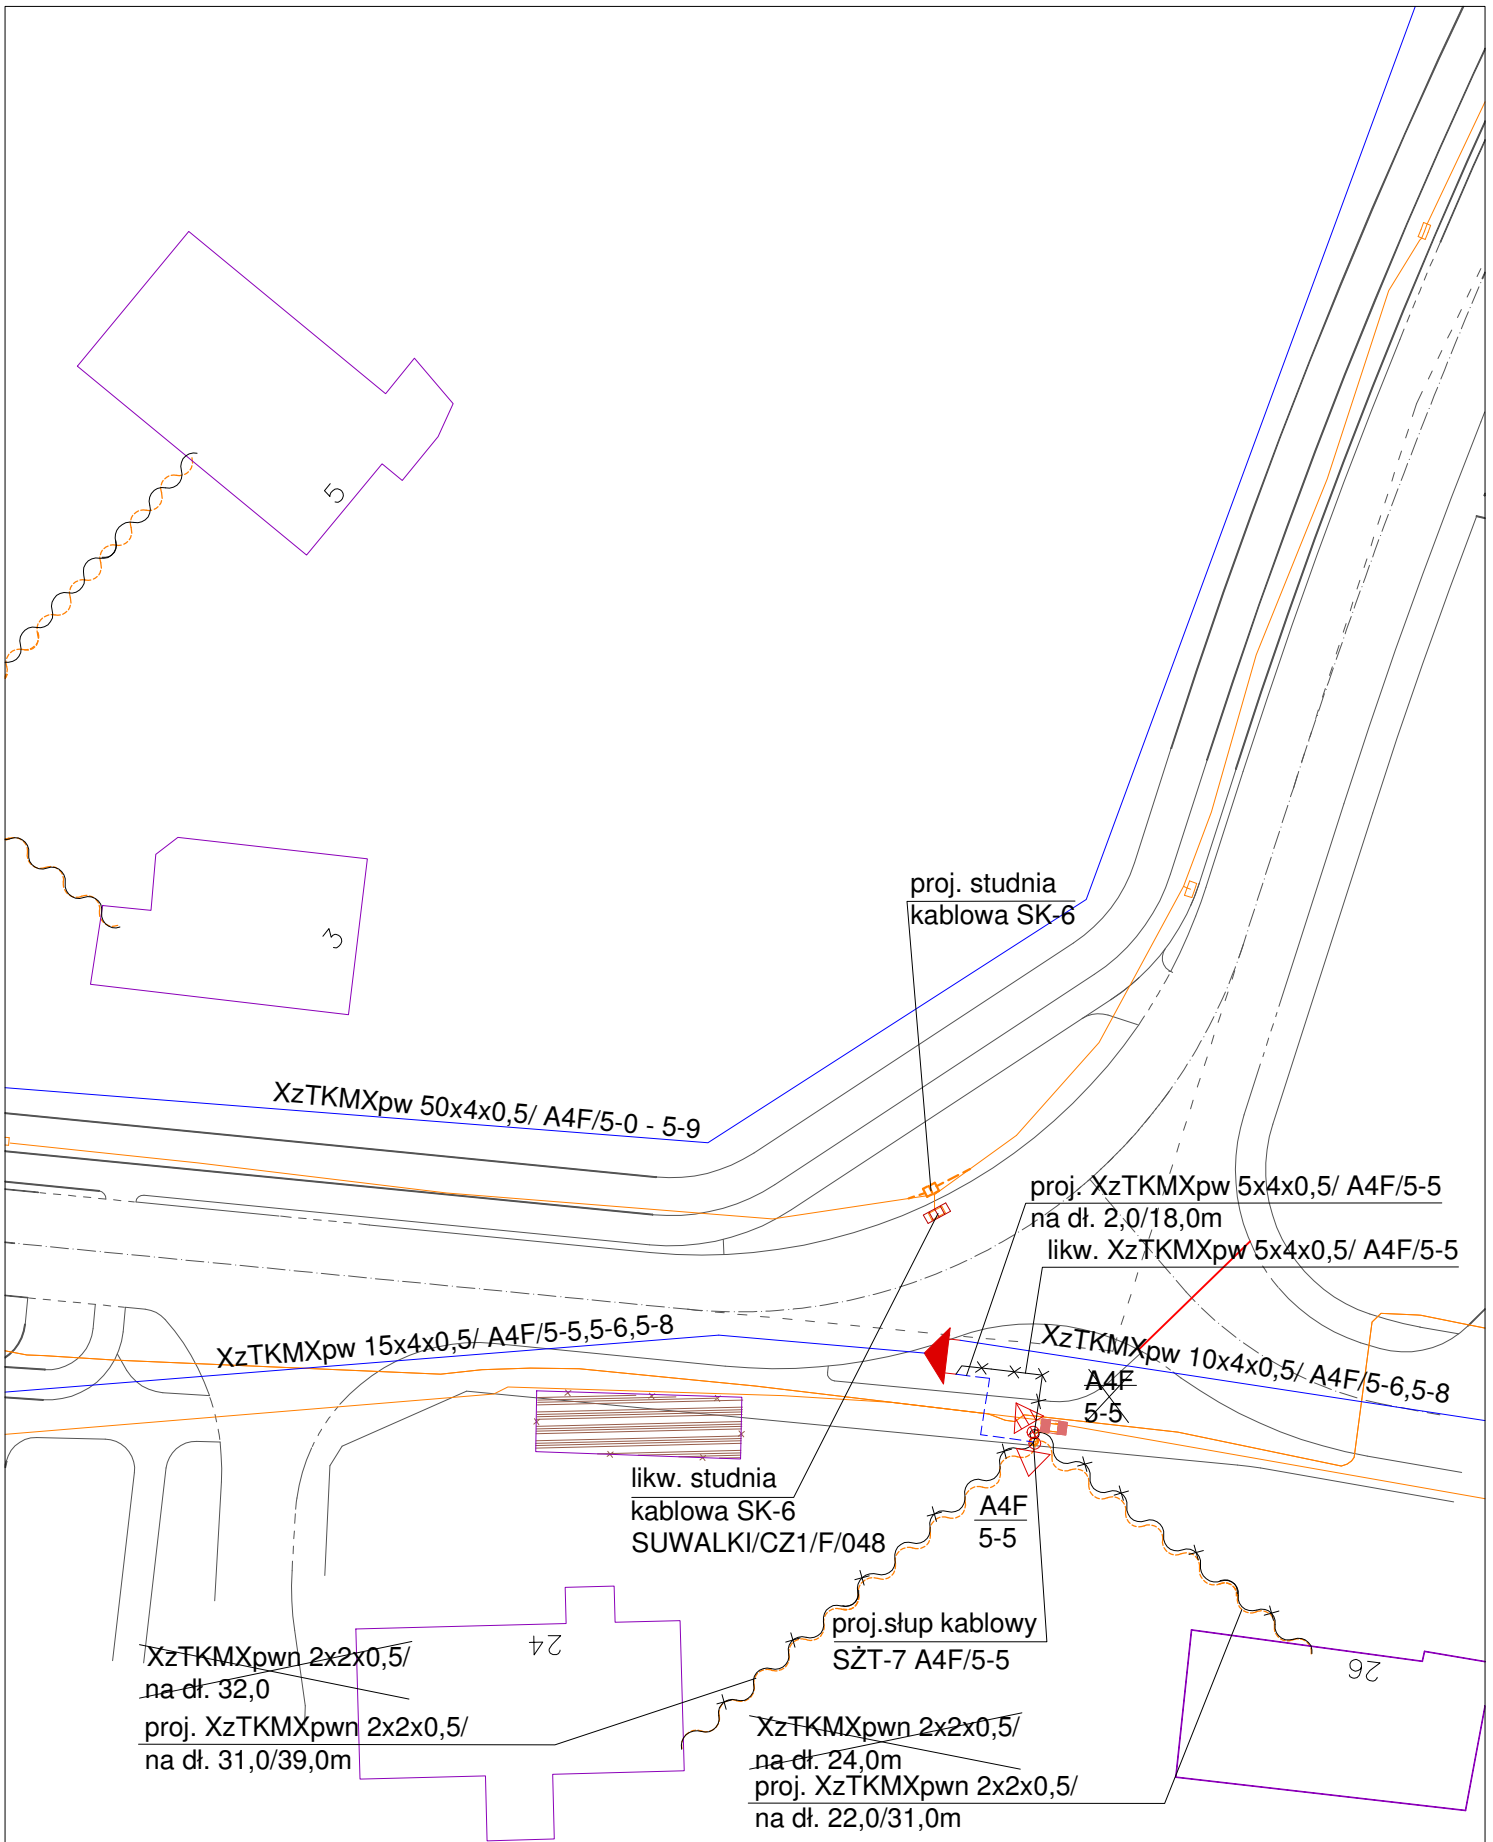 5
3
proj. studnia
kablowa SK-6
XzTKMXpw 50x4x0,5/ A4F/5-0 - 5-9
proj. XzTKMXpw 5x4x0,5/ A4F/5-5
na dł. 2,0/18,0m
likw. XzTKMXpw 5x4x0,5/ A4F/5-5
XzTKMXpw 15x4x0,5/ A4F/5-5,5-6,5-8
XzTKMXpw 10x4x0,5/ A4F/5-6,5-8
A4F
5-5
likw. studnia
kablowa SK-6
SUWALKI/CZ1/F/048
A4F
5-5
proj.słup kablowy
SŻT-7 A4F/5-5
24
26
XzTKMXpwn 2x2x0,5/
na dł. 32,0
proj. XzTKMXpwn 2x2x0,5/
na dł. 31,0/39,0m
XzTKMXpwn 2x2x0,5/
na dł. 24,0m
proj. XzTKMXpwn 2x2x0,5/
na dł. 22,0/31,0m